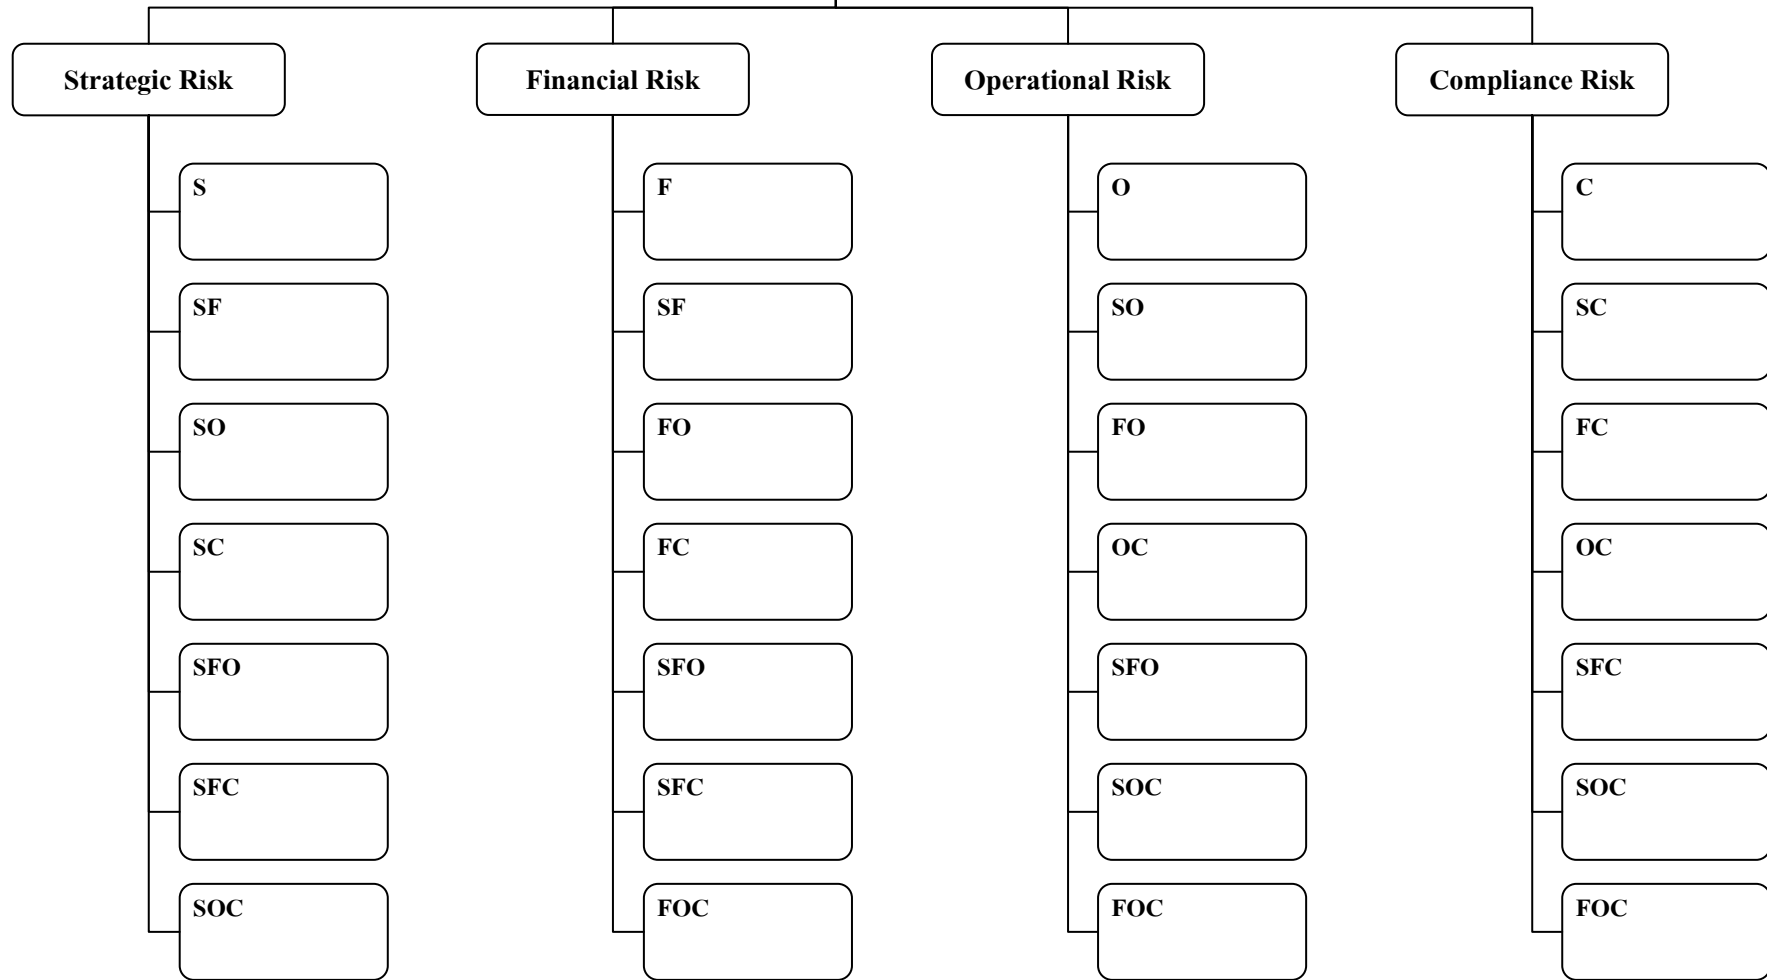 Strategic Risk
Financial Risk
Operational Risk
Compliance Risk
S
F
O
C
SF
SF
SO
SC
SO
FO
FO
FC
SC
FC
OC
OC
SFO
SFO
SFO
SFC
SFC
SFC
SOC
SOC
SOC
FOC
FOC
FOC